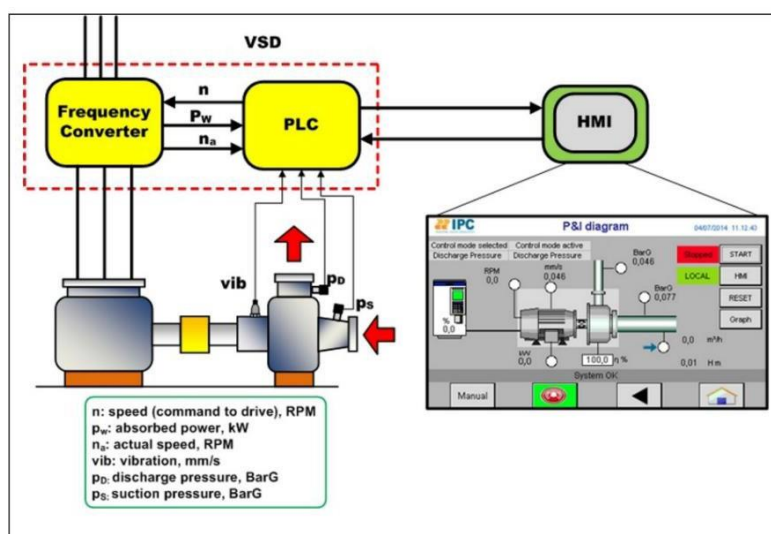 VSD
Frequency
Converter
n
Pw
na
PLC
HMI
vib
pD
pS
IPC
P&I diagram
04/07/2014 11.12.43
Control mode selected
Discharge Pressure
Control mode active
Discharge Pressure
BarG
0,046
Stopped
START
RPM
0,0
mm/s
0,046
LOCAL
HMI
BarG
0,077
RESET
Graph
%
0,0
kW
0,0
100,0 η %
0,0 m³/h
0,01 H m
System OK
Manual
n: speed (command to drive), RPM
pw: absorbed power, kW
na: actual speed, RPM
vib: vibration, mm/s
pD: discharge pressure, BarG
pS: suction pressure, BarG